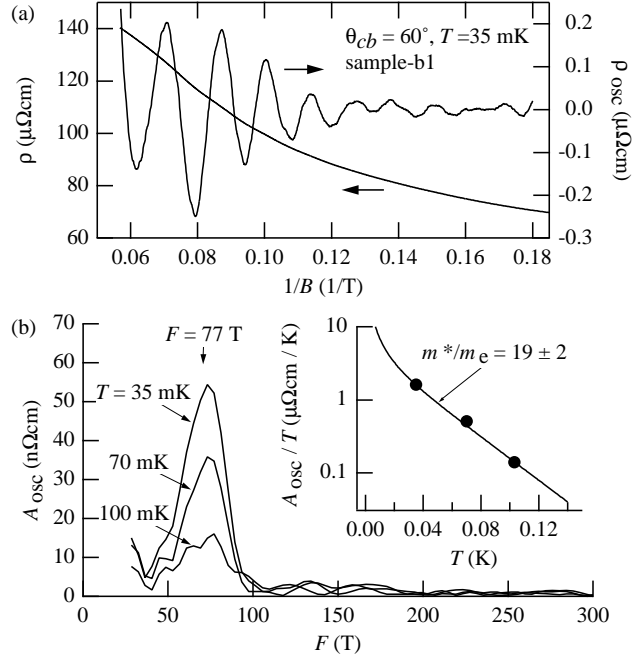 (a)
140
120
100
80
60
ρ (μΩcm)
θcb = 60°, T =35 mK
sample-b1
0.2
0.1
0.0
-0.1
-0.2
-0.3
ρosc (μΩcm)
0.06 0.08 0.10 0.12 0.14 0.16 0.18
1/B (1/T)
(b)
70
60
50
40
30
20
10
0
Aosc (nΩcm)
F = 77 T
T = 35 mK
70 mK
100 mK
0 50 100 150 200 250 300
F (T)
10
1
0.1
Aosc / T (μΩcm / K)
m*/me = 19 ± 2
0.00 0.04 0.08 0.12
T (K)